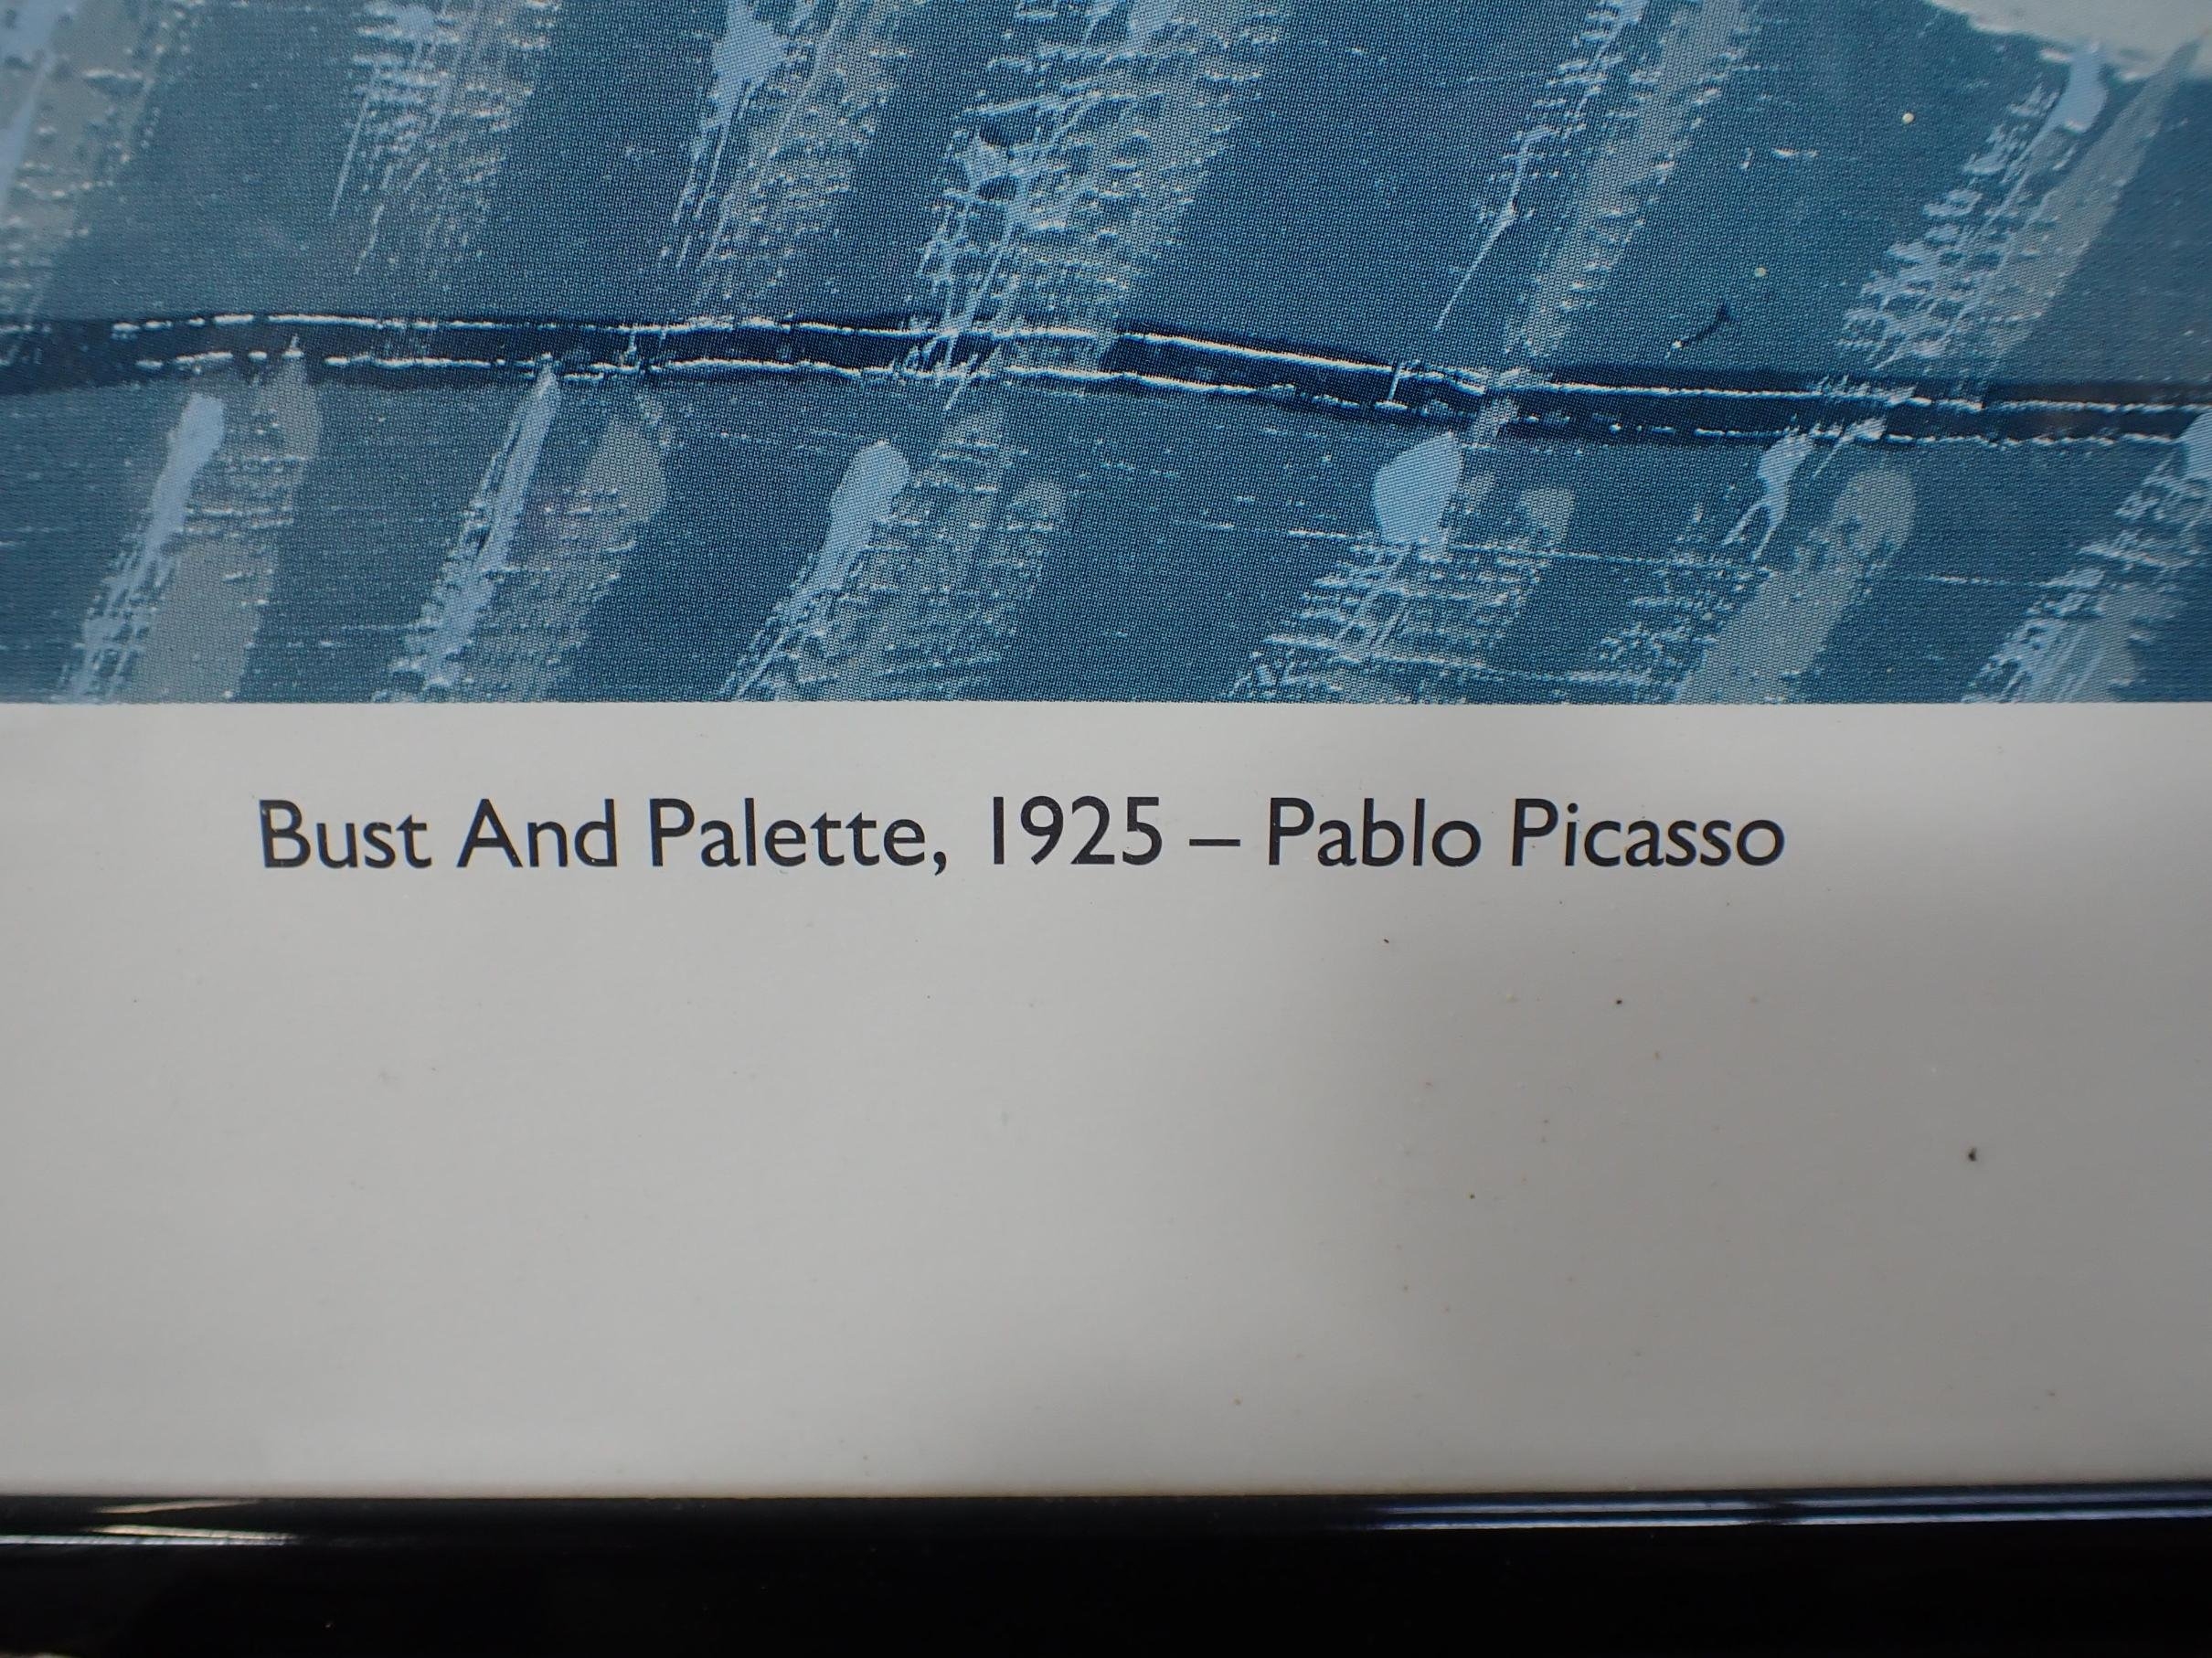 Bust And Palette, 1925 – Pablo Picasso